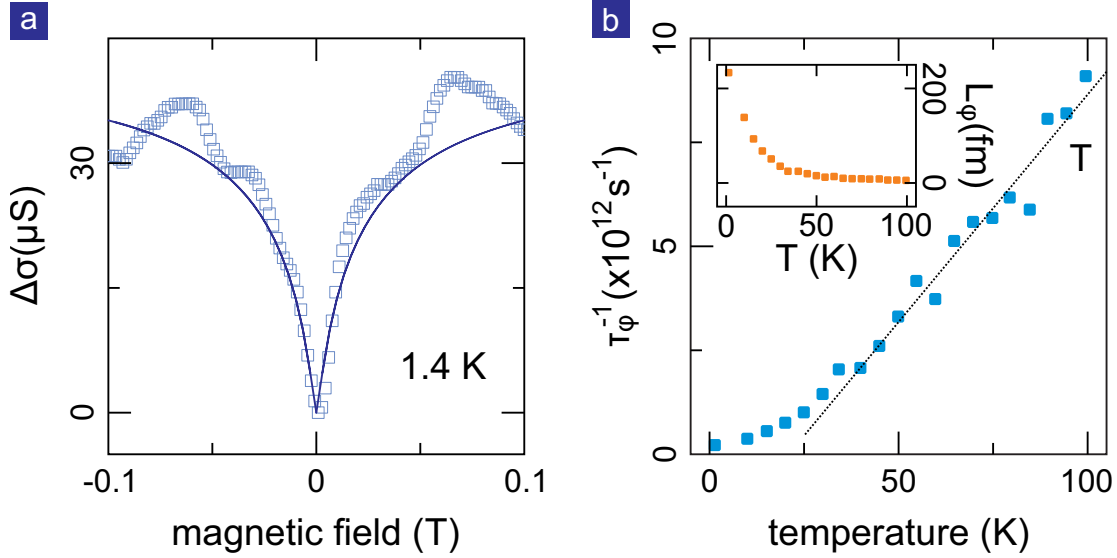 a
Δσ(μS)
30
0
1.4 K
-0.1
0
0.1
magnetic field (T)
b
τφ⁻¹(x10¹²s⁻¹)
10
5
0
T
0
50
100
temperature (K)
Lφ(fm)
200
0
0
50
100
T (K)